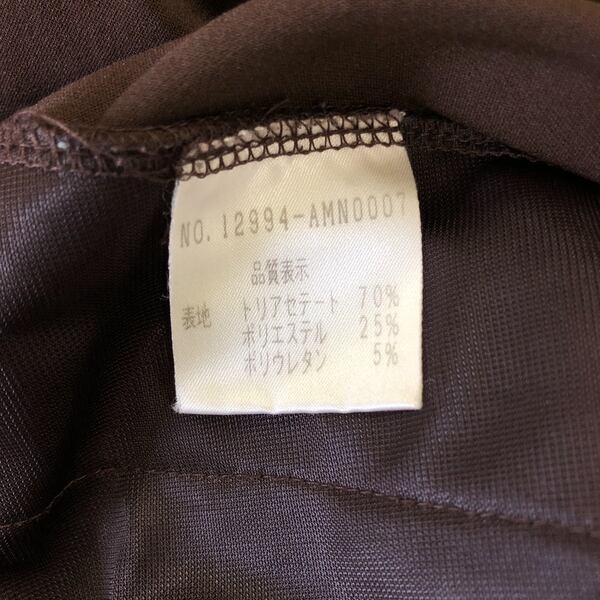 NO. 12994-AMN0007
品質表示
表地 トリアセテート 70%
ポリエステル 25%
ポリウレタン 5%